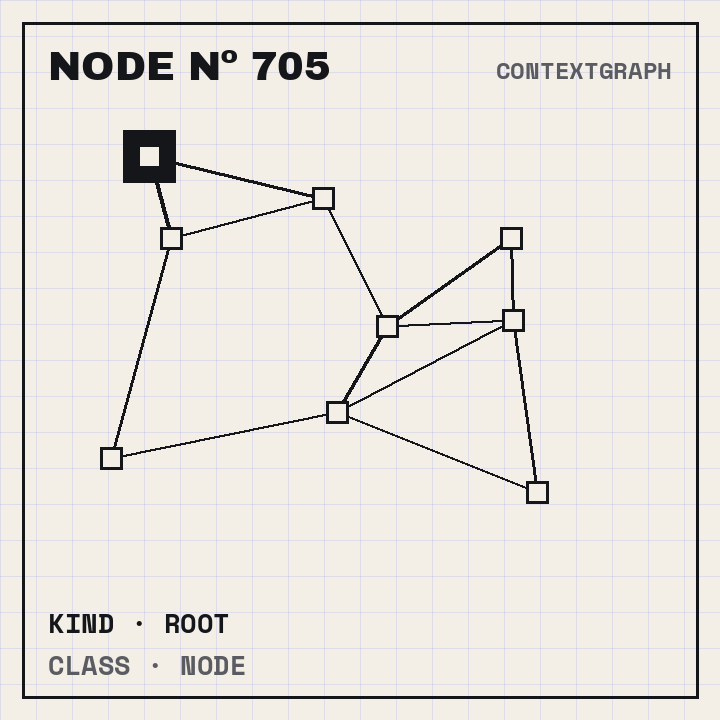 NODE Nº 705
CONTEXTGRAPH
KIND · ROOT
CLASS · NODE